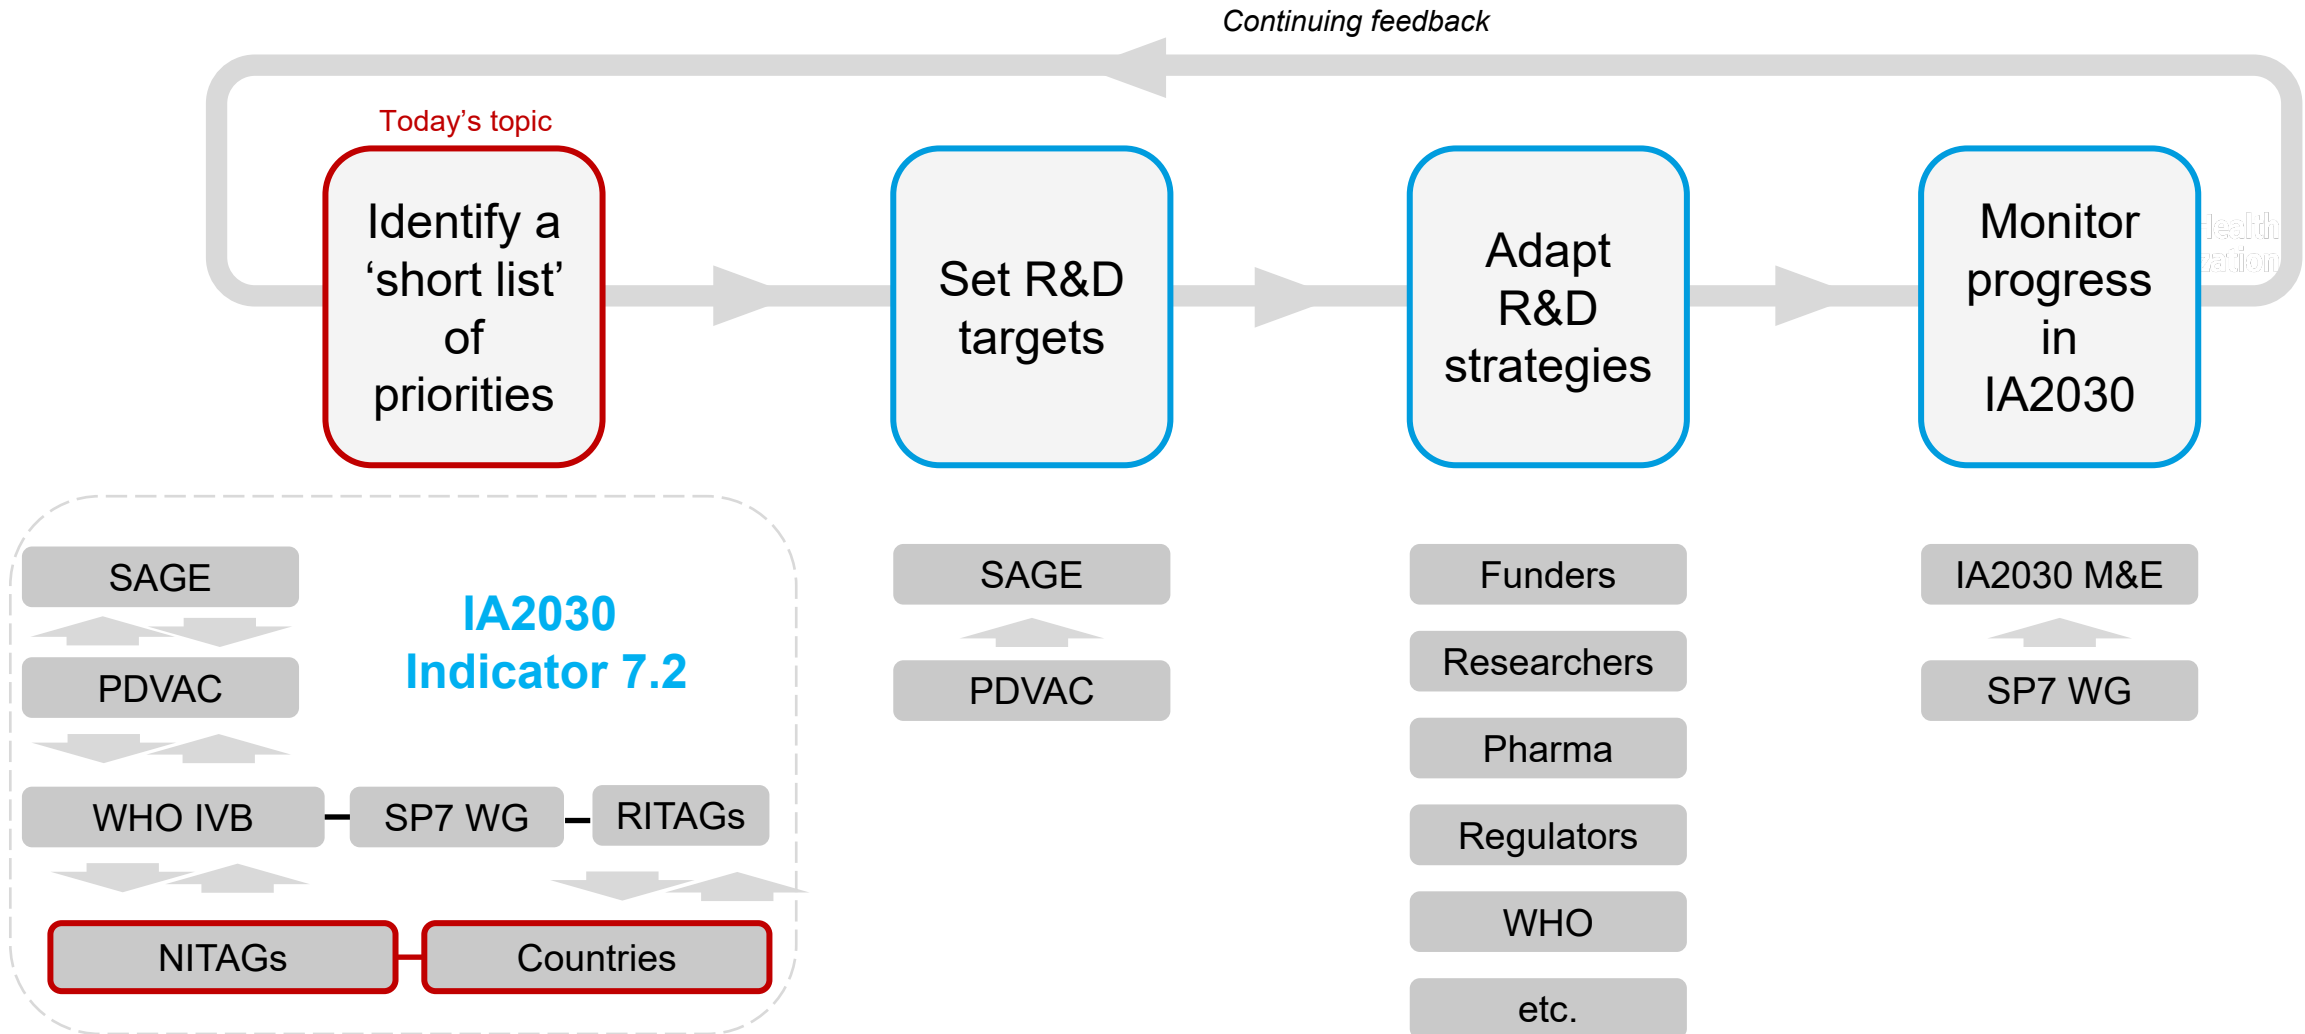 Continuing feedback
Today’s topic
Identify a
‘short list’
of
priorities
Set R&D
targets
Adapt
R&D
strategies
Monitor
progress
in
IA2030
SAGE
PDVAC
IA2030
Indicator 7.2
WHO IVB
SP7 WG
RITAGs
NITAGs
Countries
SAGE
PDVAC
Funders
Researchers
Pharma
Regulators
WHO
etc.
IA2030 M&E
SP7 WG